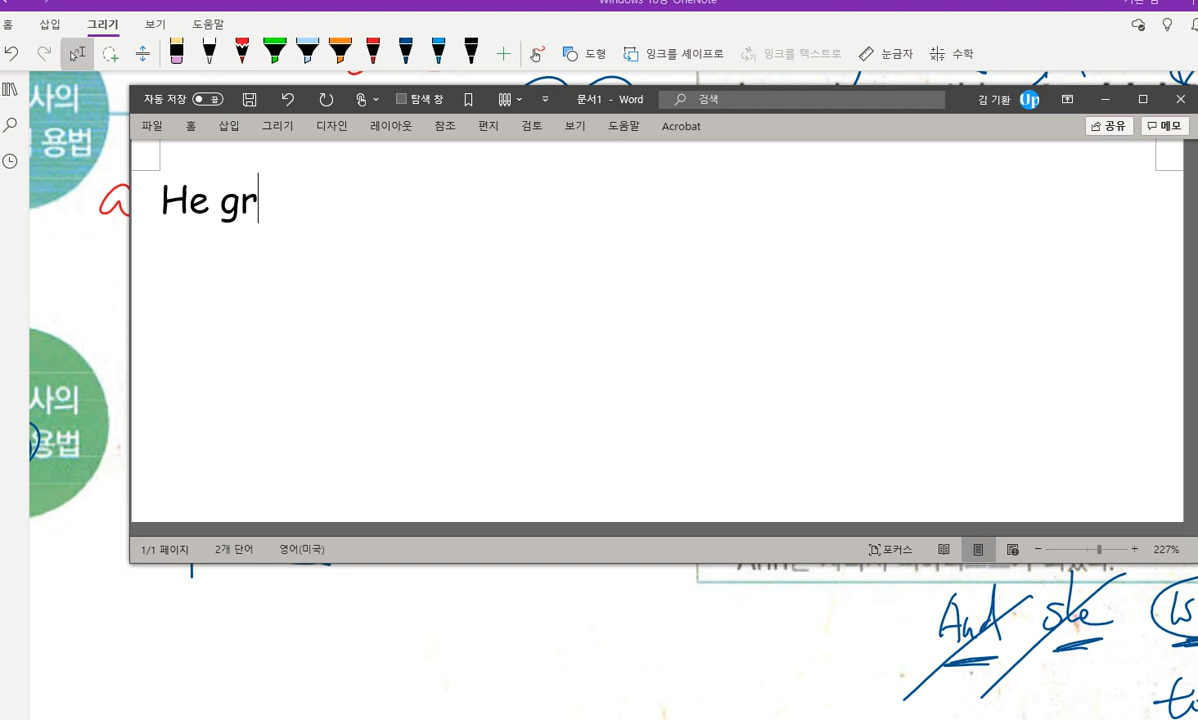 Windows 10용 OneNote
홈 삽입 그리기 보기 도움말
도형 잉크를 셰이프로 잉크를 텍스트로 눈금자 수학
사의
용법
a
자동 저장 끔 탐색 창 문서1 - Word 검색 김 기환 Up
파일 홈 삽입 그리기 디자인 레이아웃 참조 편지 검토 보기 도움말 Acrobat 공유 메모
He gr
사의
용법
1/1 페이지 2개 단어 영어(미국) 포커스 227%
And she is
to